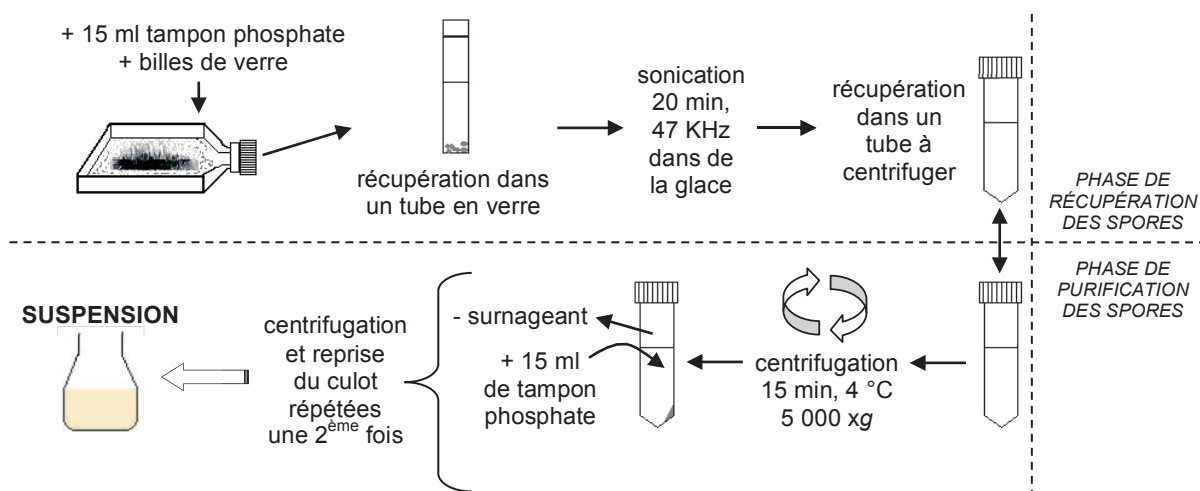 + 15 ml tampon phosphate
+ billes de verre
récupération dans
un tube en verre
sonication
20 min,
47 KHz
dans de
la glace
récupération
dans un
tube à
centrifuger
PHASE DE
RÉCUPÉRATION
DES SPORES
PHASE DE
PURIFICATION
DES SPORES
centrifugation
15 min, 4 °C
5 000 xg
- surnageant
+ 15 ml
de tampon
phosphate
centrifugation
et reprise
du culot
répétées
une 2ème fois
SUSPENSION